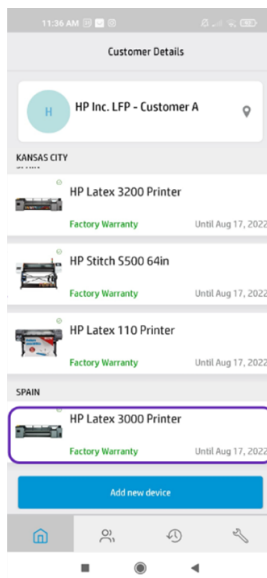 11:36 AM
Customer Details
H
HP Inc. LFP - Customer A
KANSAS CITY
HP Latex 3200 Printer
Factory Warranty Until Aug 17, 2022
HP Stitch S500 64in
Factory Warranty Until Aug 17, 2022
HP Latex 110 Printer
Factory Warranty Until Aug 17, 2022
SPAIN
HP Latex 3000 Printer
Factory Warranty Until Aug 17, 2022
Add new device